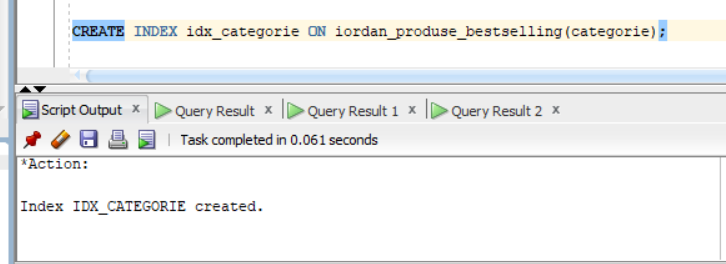 CREATE INDEX idx_categorie ON iordan_produse_bestselling(categorie);
Script Output x Query Result x Query Result 1 x Query Result 2 x
Task completed in 0.061 seconds
*Action:
Index IDX_CATEGORIE created.